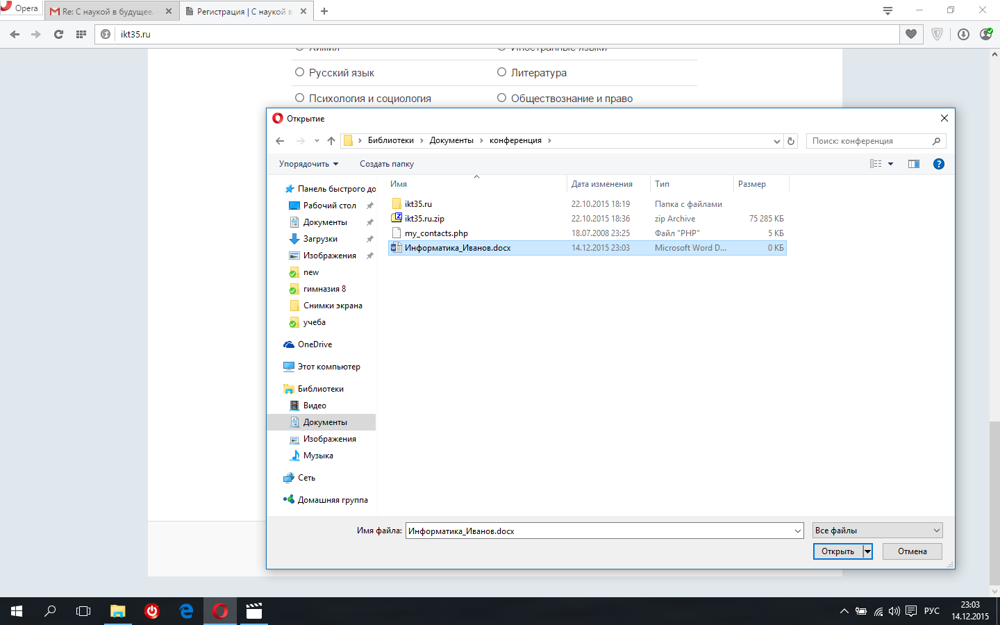 Opera
Re: С наукой в будущее.
Регистрация | С наукой в
ikt35.ru
Химия
Иностранные языки
Русский язык
Литература
Психология и социология
Обществознание и право
Открытие
Библиотеки
Документы
конференция
Поиск: конференция
Упорядочить
Создать папку
Панель быстрого до
Рабочий стол
Документы
Загрузки
Изображения
new
гимназия 8
Снимки экрана
учеба
OneDrive
Этот компьютер
Библиотеки
Видео
Документы
Изображения
Музыка
Сеть
Домашняя группа
Имя Дата изменения Тип Размер
ikt35.ru 22.10.2015 18:19 Папка с файлами
ikt35.ru.zip 22.10.2015 18:36 zip Archive 75 285 КБ
my_contacts.php 18.07.2008 23:25 Файл "PHP" 5 КБ
Информатика_Иванов.docx 14.12.2015 23:03 Microsoft Word D... 0 КБ
Имя файла: Информатика_Иванов.docx
Все файлы
Открыть
Отмена
РУС
23:03
14.12.2015